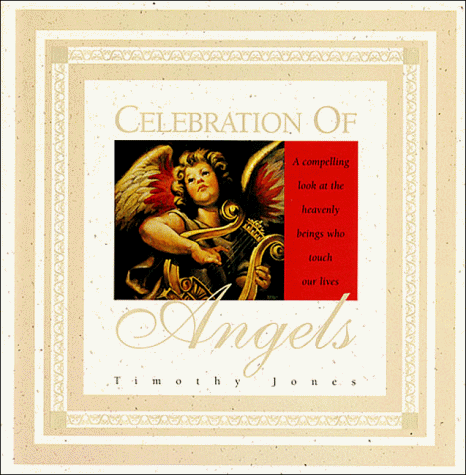 CELEBRATION OF
A compelling
look at the
heavenly
beings who
touch
our lives
Angels
Timothy Jones